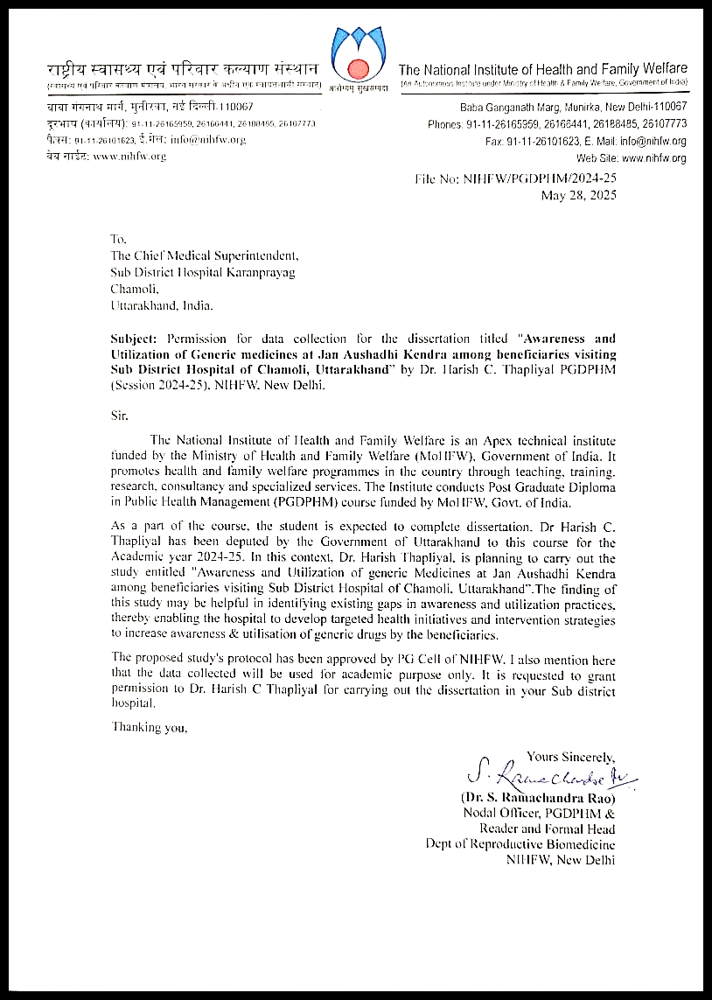 राष्ट्रीय स्वास्थ्य एवं परिवार कल्याण संस्थान
(स्वास्थ्य एवं परिवार कल्याण मंत्रालय, भारत सरकार के अधीन एक स्वायत्तशासी संस्थान)
आरोग्यम् सुखसम्पदा
The National Institute of Health and Family Welfare
(An Autonomous Institute under Ministry of Health & Family Welfare, Government of India)
बाबा गंगनाथ मार्ग, मुनीरका, नई दिल्ली-110067
दूरभाष (कार्यालय): 91-11-26165959, 26166441, 26188485, 26107773
फैक्स: 91-11-26101623, ई.मेल: info@nihfw.org
वेब साईट: www.nihfw.org
Baba Ganganath Marg, Munirka, New Delhi-110067
Phones: 91-11-26165959, 26166441, 26188485, 26107773
Fax: 91-11-26101623, E. Mail: info@nihfw.org
Web Site: www.nihfw.org
File No: NIHFW/PGDPHM/2024-25
May 28, 2025
To,
The Chief Medical Superintendent,
Sub District Hospital Karanprayag
Chamoli,
Uttarakhand, India.
Subject: Permission for data collection for the dissertation titled "Awareness and
Utilization of Generic medicines at Jan Aushadhi Kendra among beneficiaries visiting
Sub District Hospital of Chamoli, Uttarakhand” by Dr. Harish C. Thapliyal PGDPHM
(Session 2024-25), NIHFW, New Delhi.
Sir,
The National Institute of Health and Family Welfare is an Apex technical institute
funded by the Ministry of Health and Family Welfare (MoHFW), Government of India. It
promotes health and family welfare programmes in the country through teaching, training,
research, consultancy and specialized services. The Institute conducts Post Graduate Diploma
in Public Health Management (PGDPHM) course funded by MoHFW, Govt. of India.
As a part of the course, the student is expected to complete dissertation. Dr Harish C.
Thapliyal has been deputed by the Government of Uttarakhand to this course for the
Academic year 2024-25. In this context, Dr. Harish Thapliyal, is planning to carry out the
study entitled "Awareness and Utilization of generic Medicines at Jan Aushadhi Kendra
among beneficiaries visiting Sub District Hospital of Chamoli, Uttarakhand”.The finding of
this study may be helpful in identifying existing gaps in awareness and utilization practices,
thereby enabling the hospital to develop targeted health initiatives and intervention strategies
to increase awareness & utilisation of generic drugs by the beneficiaries.
The proposed study's protocol has been approved by PG Cell of NIHFW. I also mention here
that the data collected will be used for academic purpose only. It is requested to grant
permission to Dr. Harish C Thapliyal for carrying out the dissertation in your Sub district
hospital.
Thanking you,
Yours Sincerely,
S. Ramachandra
(Dr. S. Ramachandra Rao)
Nodal Officer, PGDPHM &
Reader and Formal Head
Dept of Reproductive Biomedicine
NIHFW, New Delhi